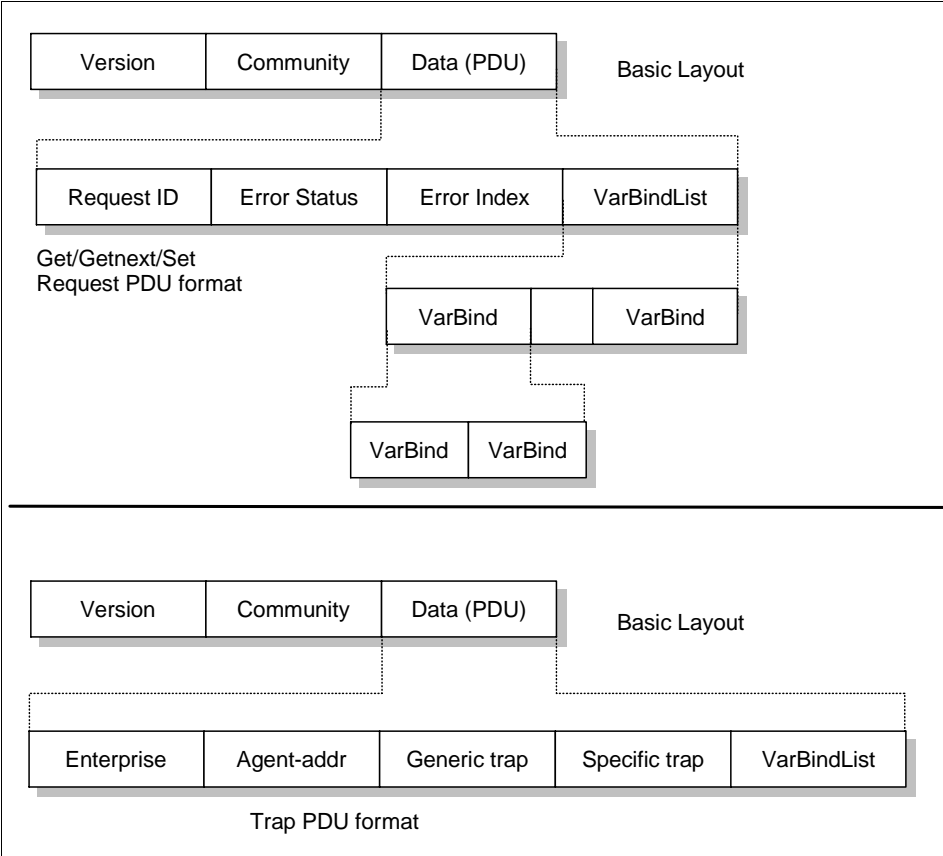 Version Community Data (PDU) Basic Layout
Request ID Error Status Error Index VarBindList
Get/Getnext/Set
Request PDU format
VarBind VarBind
VarBind VarBind
Version Community Data (PDU) Basic Layout
Enterprise Agent-addr Generic trap Specific trap VarBindList
Trap PDU format